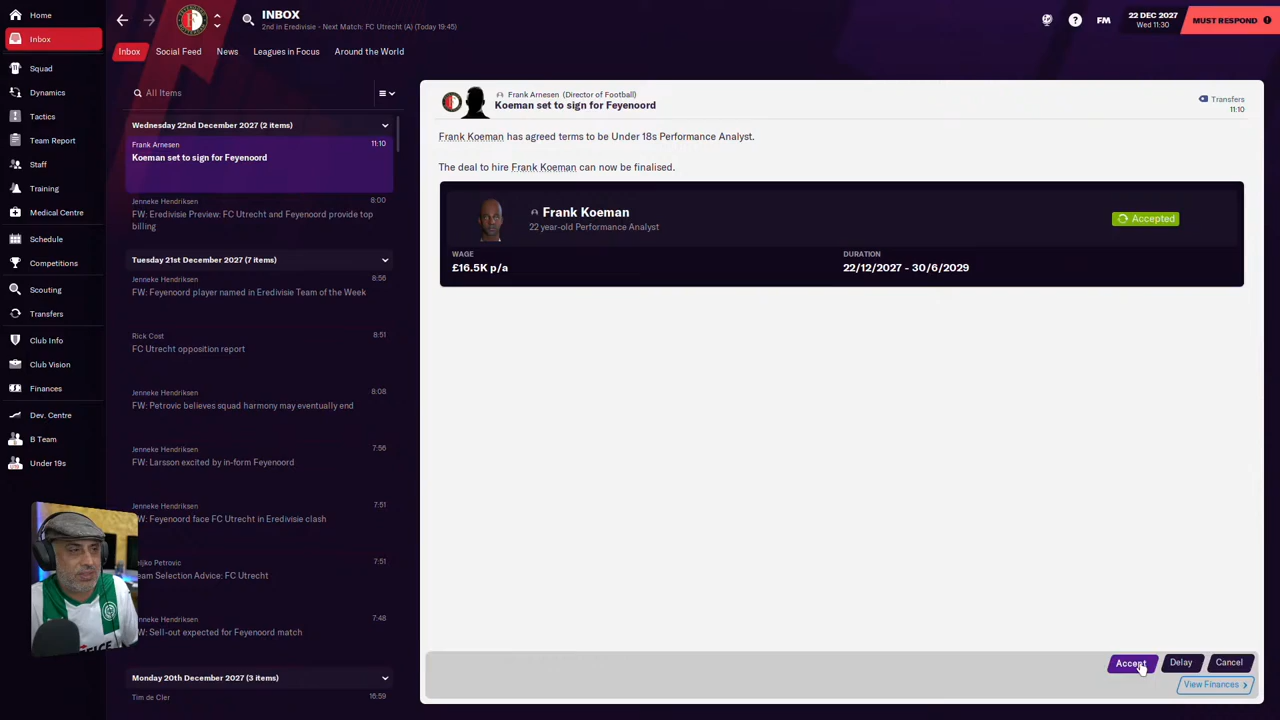 Home
INBOX
2nd in Eredivisie - Next Match: FC Utrecht (A) (Today 19:45)
FM
22 DEC 2027
Wed 11:30
MUST RESPOND
Inbox
Squad
Dynamics
Tactics
Team Report
Staff
Training
Medical Centre
Schedule
Competitions
Scouting
Transfers
Club Info
Club Vision
Finances
Dev. Centre
B Team
Under 19s
Inbox
Social Feed
News
Leagues in Focus
Around the World
All Items
Wednesday 22nd December 2027 (2 items)
Frank Arnesen 11:10
Koeman set to sign for Feyenoord
Jenneke Hendriksen 8:00
FW: Eredivisie Preview: FC Utrecht and Feyenoord provide top
billing
Tuesday 21st December 2027 (7 items)
Jenneke Hendriksen 8:56
FW: Feyenoord player named in Eredivisie Team of the Week
Rick Cost 8:51
FC Utrecht opposition report
Jenneke Hendriksen 8:08
FW: Petrovic believes squad harmony may eventually end
Jenneke Hendriksen 7:56
FW: Larsson excited by in-form Feyenoord
Jenneke Hendriksen 7:51
FW: Feyenoord face FC Utrecht in Eredivisie clash
eljko Petrovic 7:51
eam Selection Advice: FC Utrecht
nneke Hendriksen 7:48
W: Sell-out expected for Feyenoord match
Monday 20th December 2027 (3 items)
Tim de Cler 16:59
Frank Arnesen (Director of Football)
Koeman set to sign for Feyenoord
Transfers
11:10
Frank Koeman has agreed terms to be Under 18s Performance Analyst.
The deal to hire Frank Koeman can now be finalised.
Frank Koeman
22 year-old Performance Analyst
Accepted
WAGE
£16.5K p/a
DURATION
22/12/2027 - 30/6/2029
Accept
Delay
Cancel
View Finances